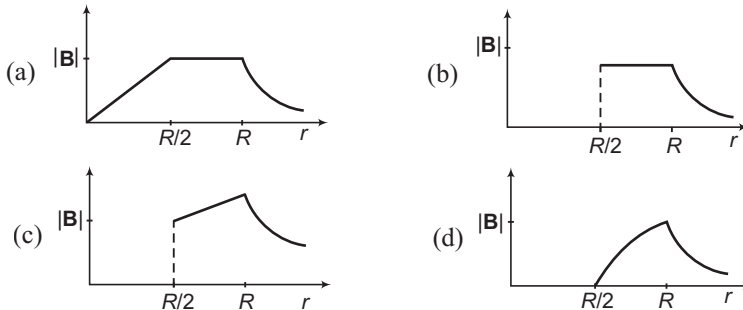 (a) |B| R/2 R r
(b) |B| R/2 R r
(c) |B| R/2 R r
(d) |B| R/2 R r